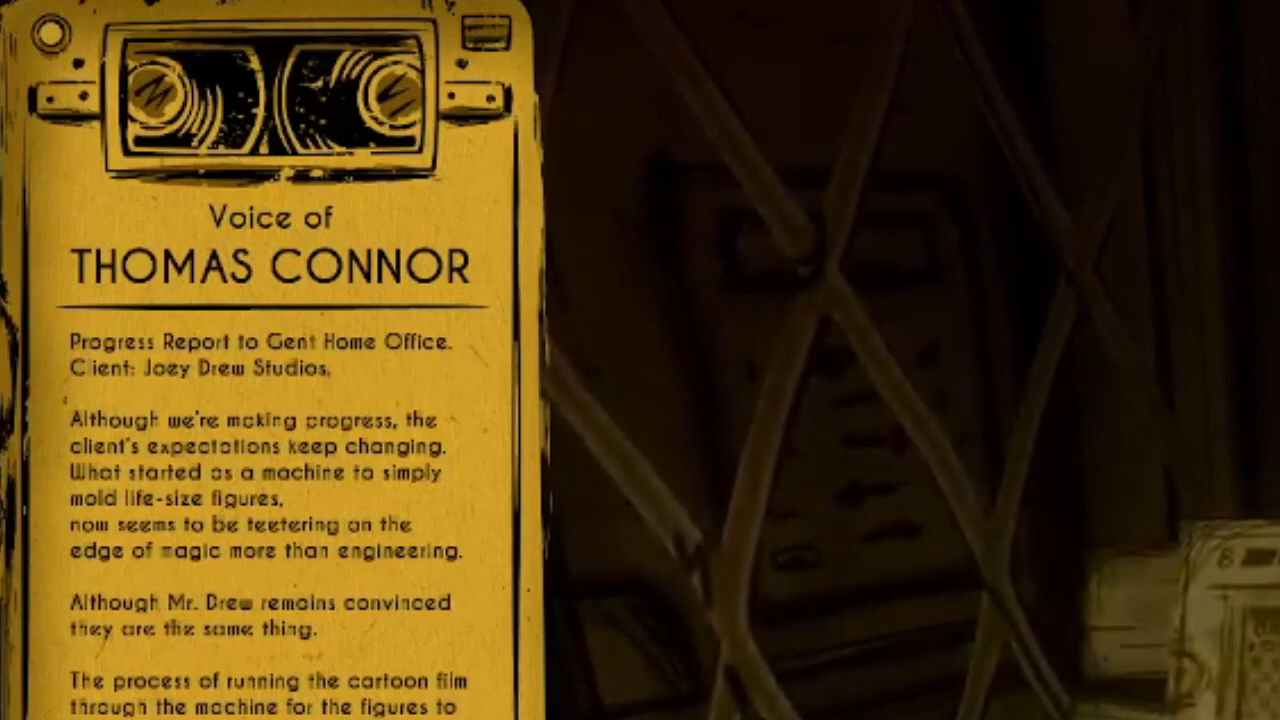 Voice of
THOMAS CONNOR
Progress Report to Gent Home Office.
Client: Joey Drew Studios.
Although we're making progress, the
client's expectations keep changing.
What started as a machine to simply
mold life-size figures,
now seems to be teetering on the
edge of magic more than engineering.
Although Mr. Drew remains convinced
they are the same thing.
The process of running the cartoon film
through the machine for the figures to
8